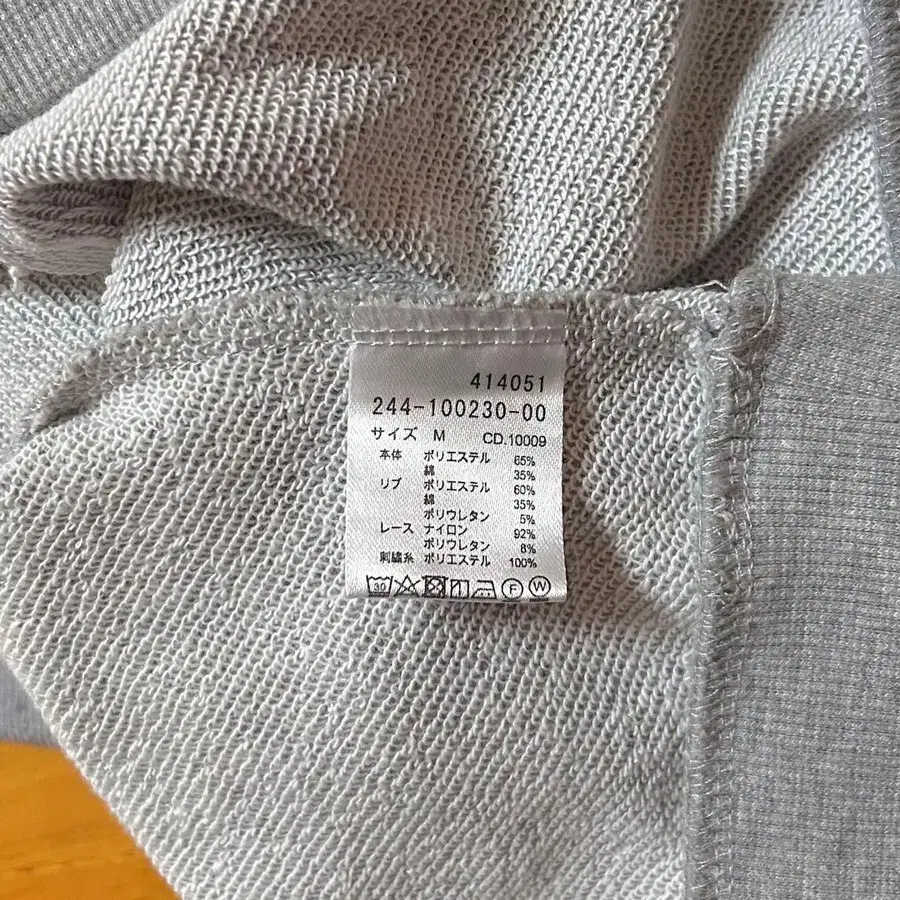 414051
244-100230-00
サイズ M CD.10009
本体 ポリエステル 65%
綿 35%
リブ ポリエステル 60%
綿 35%
ポリウレタン 5%
レース ナイロン 92%
ポリウレタン 8%
刺繍糸 ポリエステル 100%
30 F W